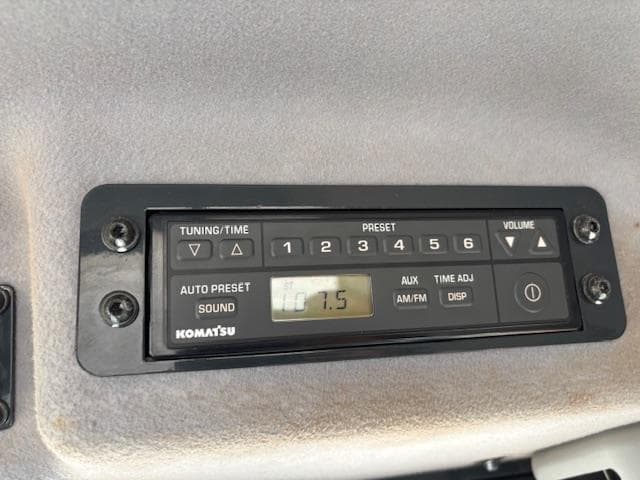 TUNING/TIME PRESET VOLUME
▽ △ 1 2 3 4 5 6 ▼ ▲
AUTO PRESET AUX TIME ADJ
SOUND ST 107.5 AM/FM DISP
KOMATSU